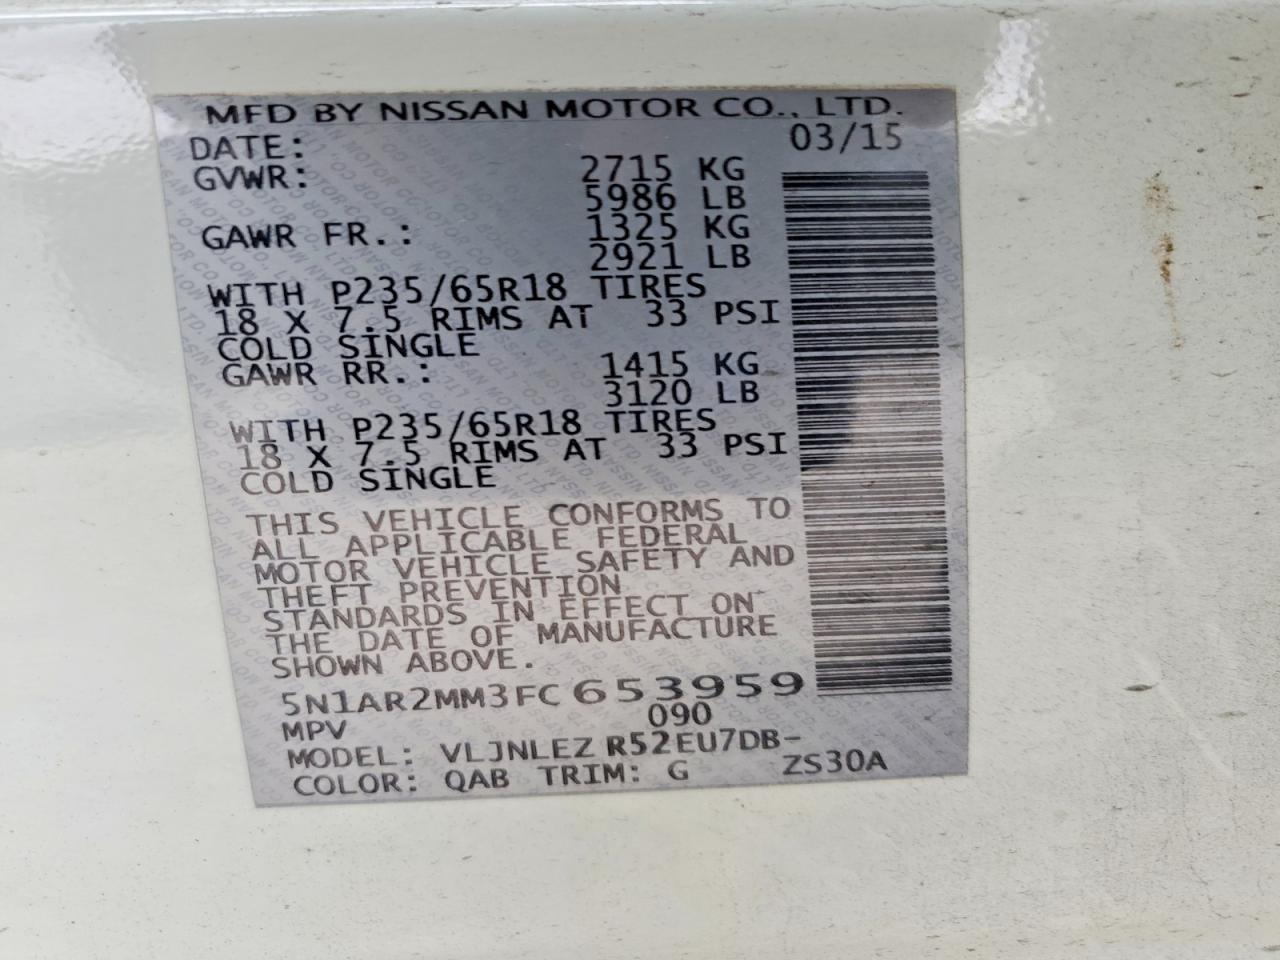 MFD BY NISSAN MOTOR CO., LTD.
DATE: 03/15
GVWR: 2715 KG
5986 LB
GAWR FR.: 1325 KG
2921 LB
WITH P235/65R18 TIRES
18 X 7.5 RIMS AT 33 PSI
COLD SINGLE
GAWR RR.: 1415 KG
3120 LB
WITH P235/65R18 TIRES
18 X 7.5 RIMS AT 33 PSI
COLD SINGLE
THIS VEHICLE CONFORMS TO
ALL APPLICABLE FEDERAL
MOTOR VEHICLE SAFETY AND
THEFT PREVENTION
STANDARDS IN EFFECT ON
THE DATE OF MANUFACTURE
SHOWN ABOVE.
5N1AR2MM3FC653959
MPV 090
MODEL: VLJNLEZ R52EU7DB-
COLOR: QAB TRIM: G ZS30A